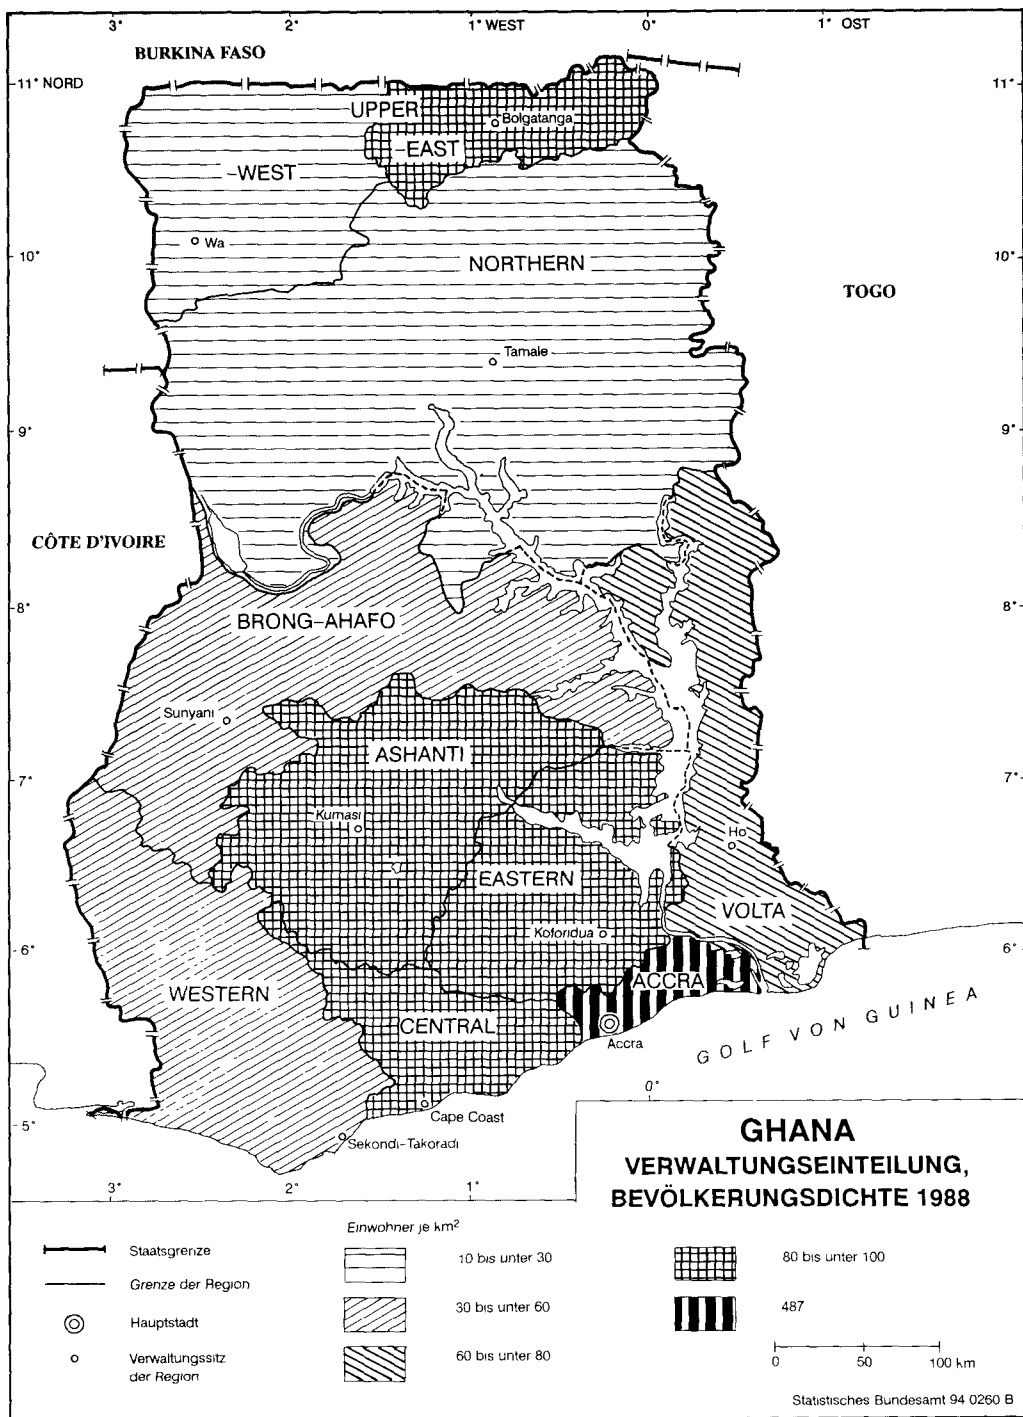 3°
2°
1° WEST
0°
1° OST
BURKINA FASO
11° NORD
11°
UPPER
Bolgatanga
-EAST
-WEST
Wa
10°
NORTHERN
10°
TOGO
Tamale
9°
9°
CÔTE D'IVOIRE
8°
BRONG-AHAFO
8°
Sunyani
ASHANTI
7°
7°
Kumasi
Ho
EASTERN
VOLTA
Koforidua
6°
6°
ACCRA
WESTERN
CENTRAL
GOLF VON GUINEA
Accra
0°
Cape Coast
5°
Sekondi-Takoradi
3°
2°
1°
GHANA
VERWALTUNGSEINTEILUNG,
BEVÖLKERUNGSDICHTE 1988
Staatsgrenze
Grenze der Region
Hauptstadt
Verwaltungssitz
der Region
Einwohner je km²
10 bis unter 30
30 bis unter 60
60 bis unter 80
80 bis unter 100
487
0 50 100 km
Statistisches Bundesamt 94 0260 B